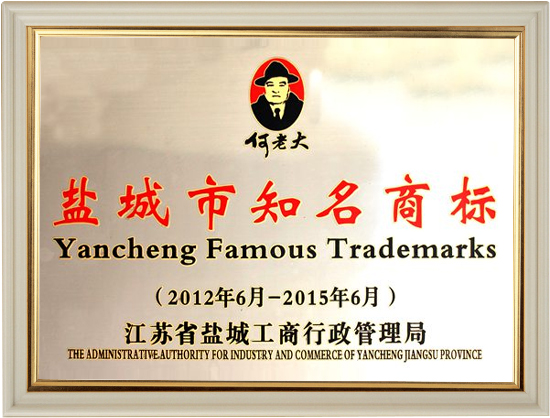 何老大
盐城市知名商标
Yancheng Famous Trademarks
（2012年6月-2015年6月）
江苏省盐城工商行政管理局
THE ADMINISTRATIVE AUTHORITY FOR INDUSTRY AND COMMERCE OF YANCHENG JIANGSU PROVINCE